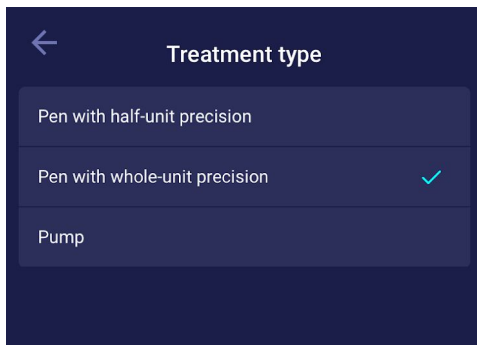 Treatment type
Pen with half-unit precision
Pen with whole-unit precision
Pump